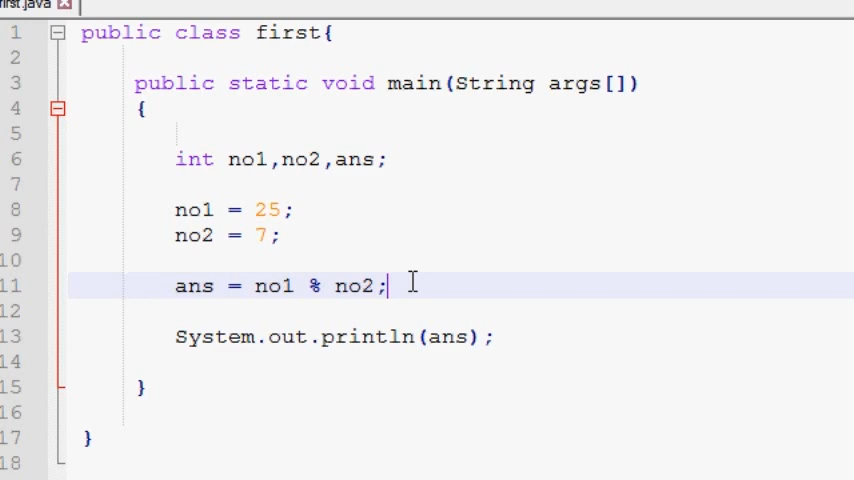 first.java
1 public class first{
2
3 public static void main(String args[])
4 {
5
6 int no1,no2,ans;
7
8 no1 = 25;
9 no2 = 7;
10
11 ans = no1 % no2;
12
13 System.out.println(ans);
14
15 }
16
17 }
18